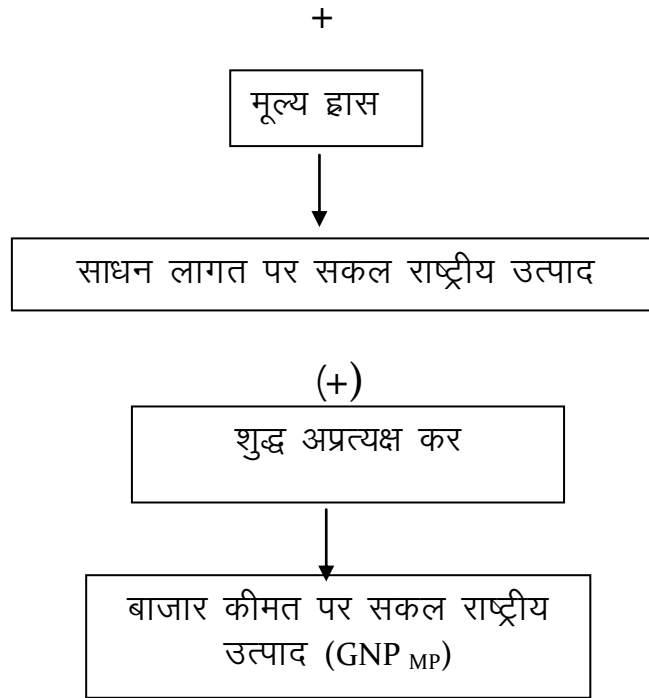 +
मूल्य ह्रास
साधन लागत पर सकल राष्ट्रीय उत्पाद
(+)
शुद्ध अप्रत्यक्ष कर
बाजार कीमत पर सकल राष्ट्रीय
उत्पाद (GNP MP)